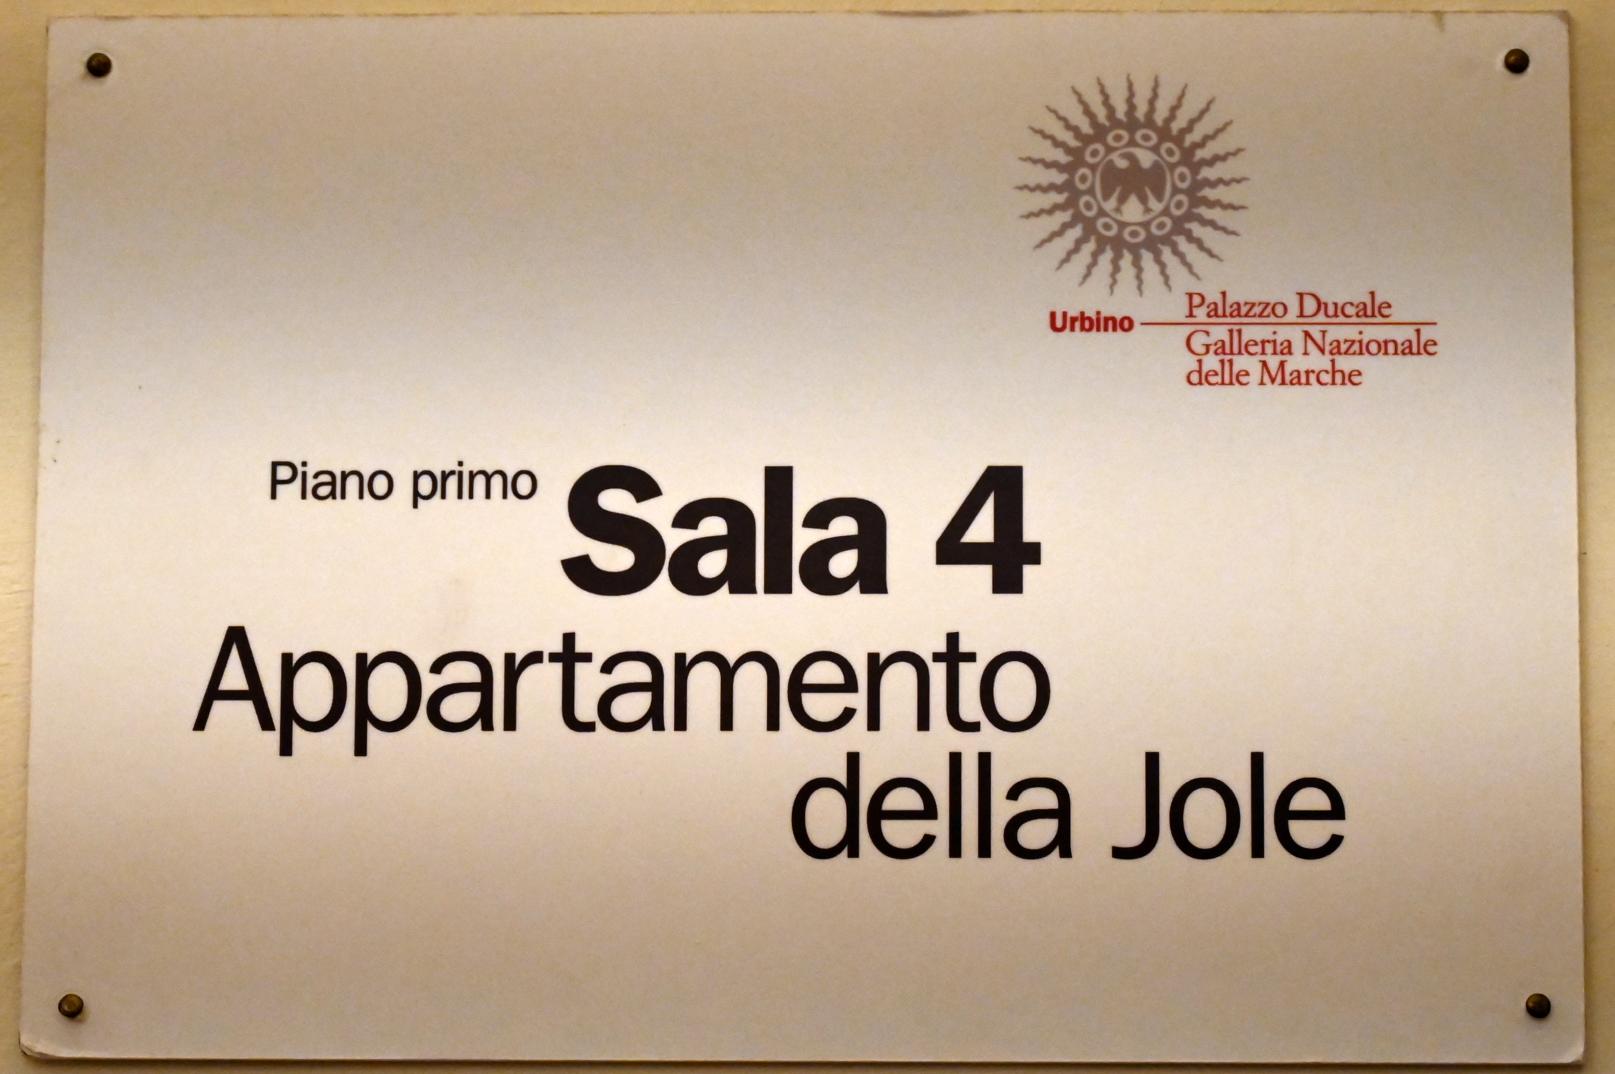 Urbino Palazzo Ducale
Galleria Nazionale
delle Marche
Piano primo Sala 4
Appartamento
della Jole